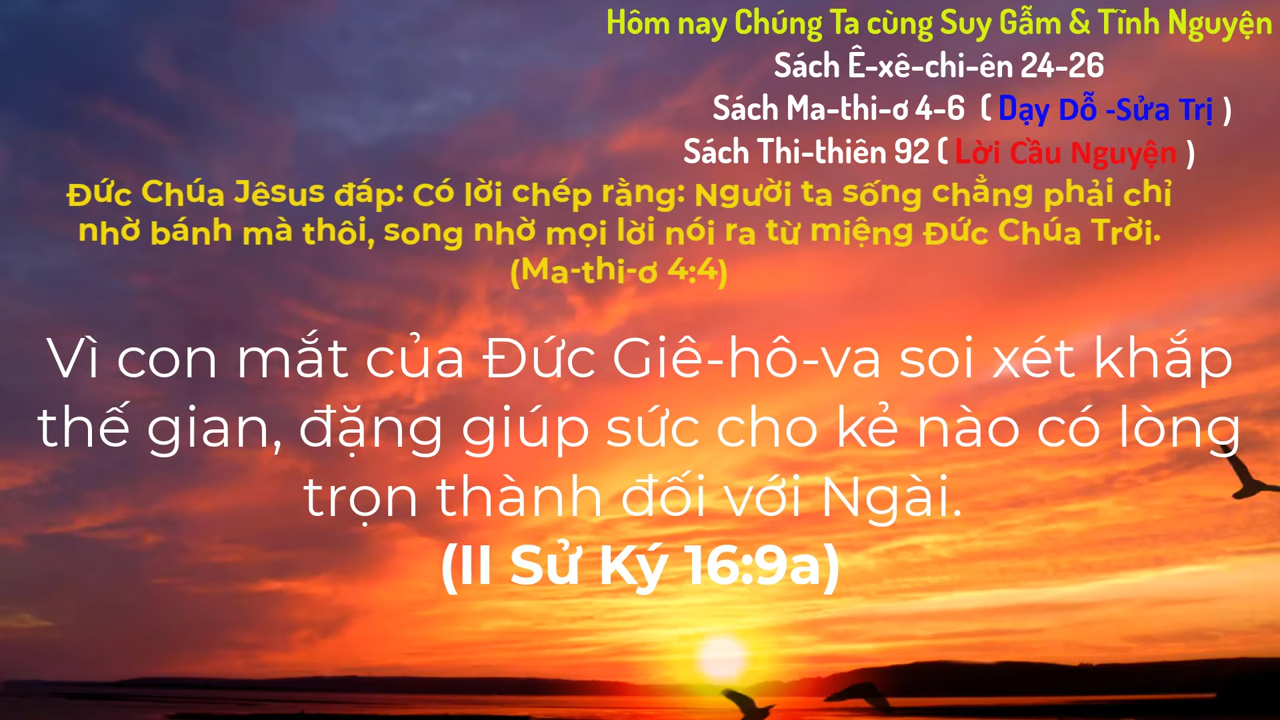 Hôm nay Chúng Ta cùng Suy Gẫm & Tĩnh Nguyện
Sách Ê-xê-chi-ên 24-26
Sách Ma-thi-ơ 4-6 ( Dạy Dỗ -Sửa Trị )
Sách Thi-thiên 92 ( Lời Cầu Nguyện )
Đức Chúa Jêsus đáp: Có lời chép rằng: Người ta sống chẳng phải chỉ
nhờ bánh mà thôi, song nhờ mọi lời nói ra từ miệng Đức Chúa Trời.
(Ma-thi-ơ 4:4)
Vì con mắt của Đức Giê-hô-va soi xét khắp
thế gian, đặng giúp sức cho kẻ nào có lòng
trọn thành đối với Ngài.
(II Sử Ký 16:9a)